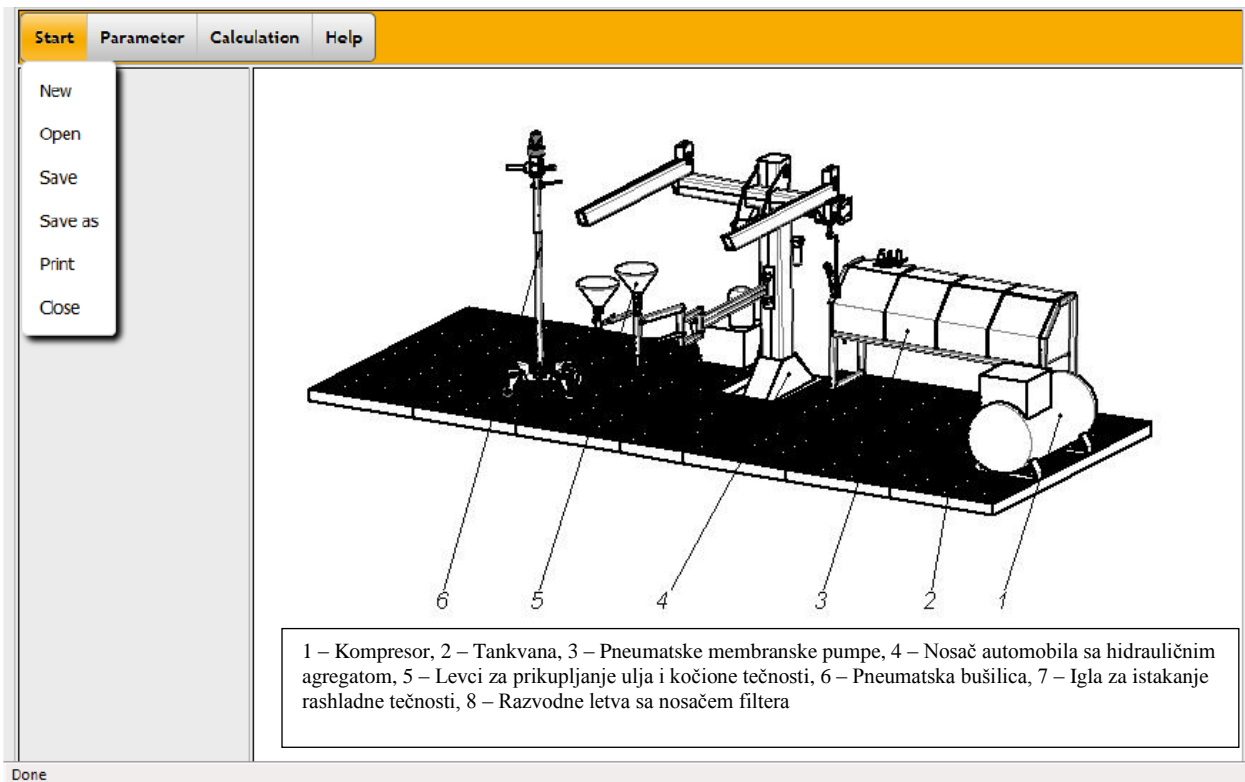 Start Parameter Calculation Help
New
Open
Save
Save as
Print
Close
6 5 4 3 2 1
1 – Kompresor, 2 – Tankvana, 3 – Pneumatske membranske pumpe, 4 – Nosač automobila sa hidrauličnim
agregatom, 5 – Levci za prikupljanje ulja i kočione tečnosti, 6 – Pneumatska bušilica, 7 – Igla za istakanje
rashladne tečnosti, 8 – Razvodne letva sa nosačem filtera
Done